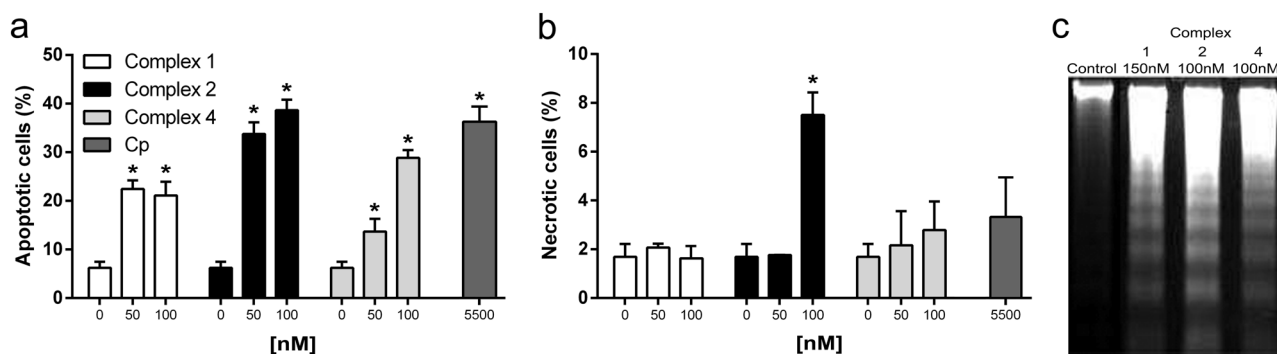 a
Apoptotic cells (%)
50
40
30
20
10
0
Complex 1
Complex 2
Complex 4
Cp
* * * * * * *
0 50 100 0 50 100 0 50 100 5500
[nM]
b
Necrotic cells (%)
10
8
6
4
2
0
*
0 50 100 0 50 100 0 50 100 5500
[nM]
c
Complex
1 2 4
Control 150nM 100nM 100nM